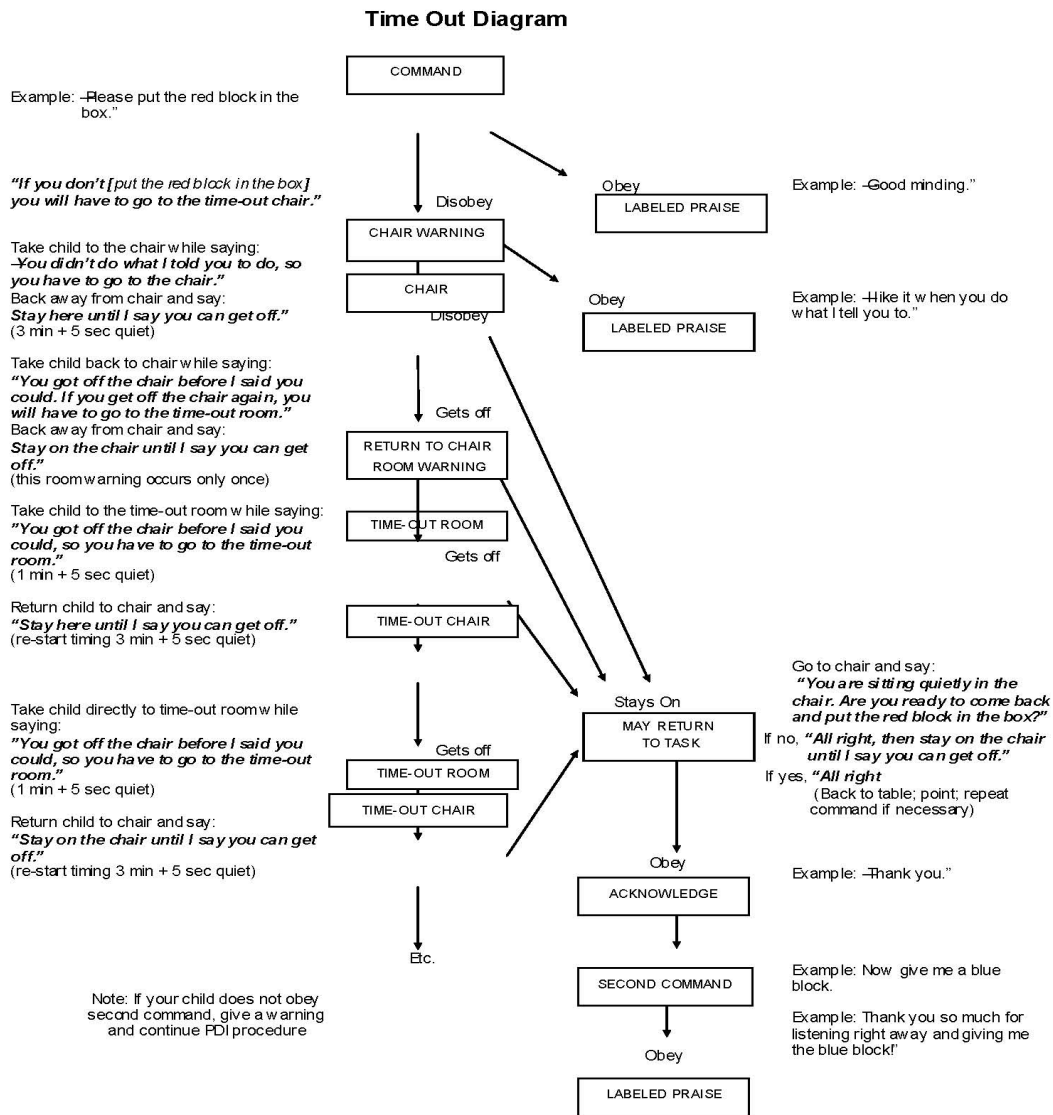 Time Out Diagram
COMMAND
Example: —Please put the red block in the
box.”
“If you don't [put the red block in the box]
you will have to go to the time-out chair.”
Disobey
Obey
LABELED PRAISE
Example: —Good minding.”
CHAIR WARNING
Take child to the chair while saying:
—You didn't do what I told you to do, so
you have to go to the chair.”
Back away from chair and say:
Stay here until I say you can get off.”
(3 min + 5 sec quiet)
CHAIR
Disobey
Obey
LABELED PRAISE
Example: —I like it when you do
what I tell you to.”
Take child back to chair while saying:
“You got off the chair before I said you
could. If you get off the chair again, you
will have to go to the time-out room.”
Back away from chair and say:
Stay on the chair until I say you can get
off.”
(this room warning occurs only once)
Gets off
RETURN TO CHAIR
ROOM WARNING
Take child to the time-out room while saying:
”You got off the chair before I said you
could, so you have to go to the time-out
room.”
(1 min + 5 sec quiet)
TIME-OUT ROOM
Gets off
Return child to chair and say:
“Stay here until I say you can get off.”
(re-start timing 3 min + 5 sec quiet)
TIME-OUT CHAIR
Stays On
MAY RETURN
TO TASK
Go to chair and say:
“You are sitting quietly in the
chair. Are you ready to come back
and put the red block in the box?”
If no, “All right, then stay on the chair
until I say you can get off.”
If yes, “All right
(Back to table; point; repeat
command if necessary)
Take child directly to time-out room while
saying:
“You got off the chair before I said you
could, so you have to go to the time-out
room.”
(1 min + 5 sec quiet)
Gets off
TIME-OUT ROOM
TIME-OUT CHAIR
Return child to chair and say:
“Stay on the chair until I say you can get
off.”
(re-start timing 3 min + 5 sec quiet)
Etc.
Obey
ACKNOWLEDGE
Example: —Thank you.”
SECOND COMMAND
Example: Now give me a blue
block.
Note: If your child does not obey
second command, give a warning
and continue PDI procedure
Example: Thank you so much for
listening right away and giving me
the blue block!”
Obey
LABELED PRAISE